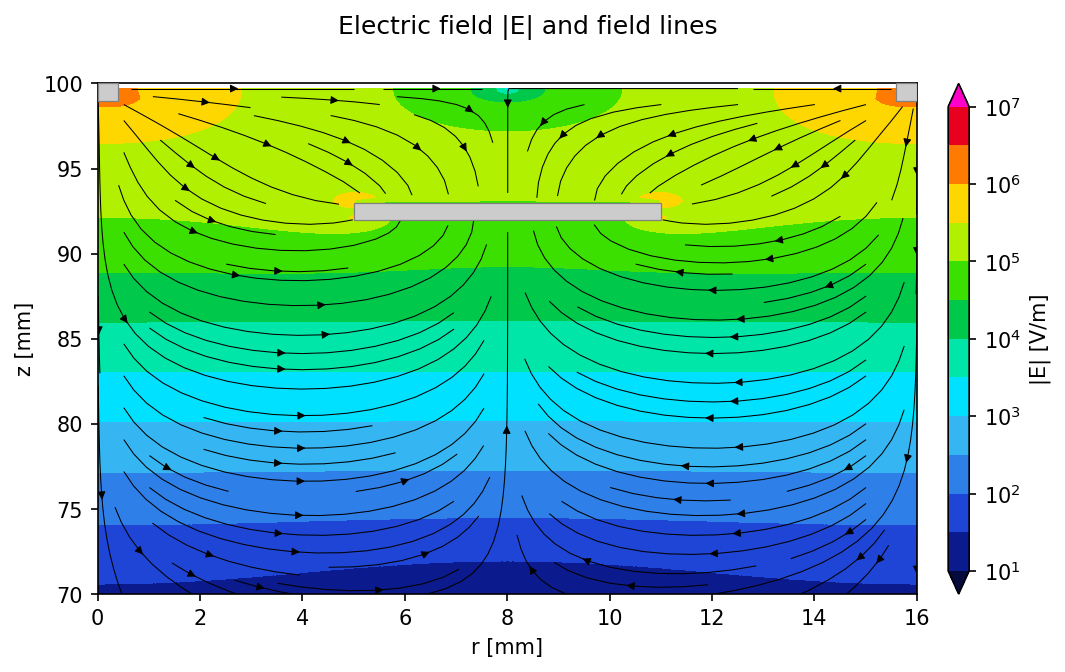 Electric field |E| and field lines
100
95
90
85
80
75
70
z [mm]
0 2 4 6 8 10 12 14 16
r [mm]
10⁷
10⁶
10⁵
10⁴
10³
10²
10¹
|E| [V/m]